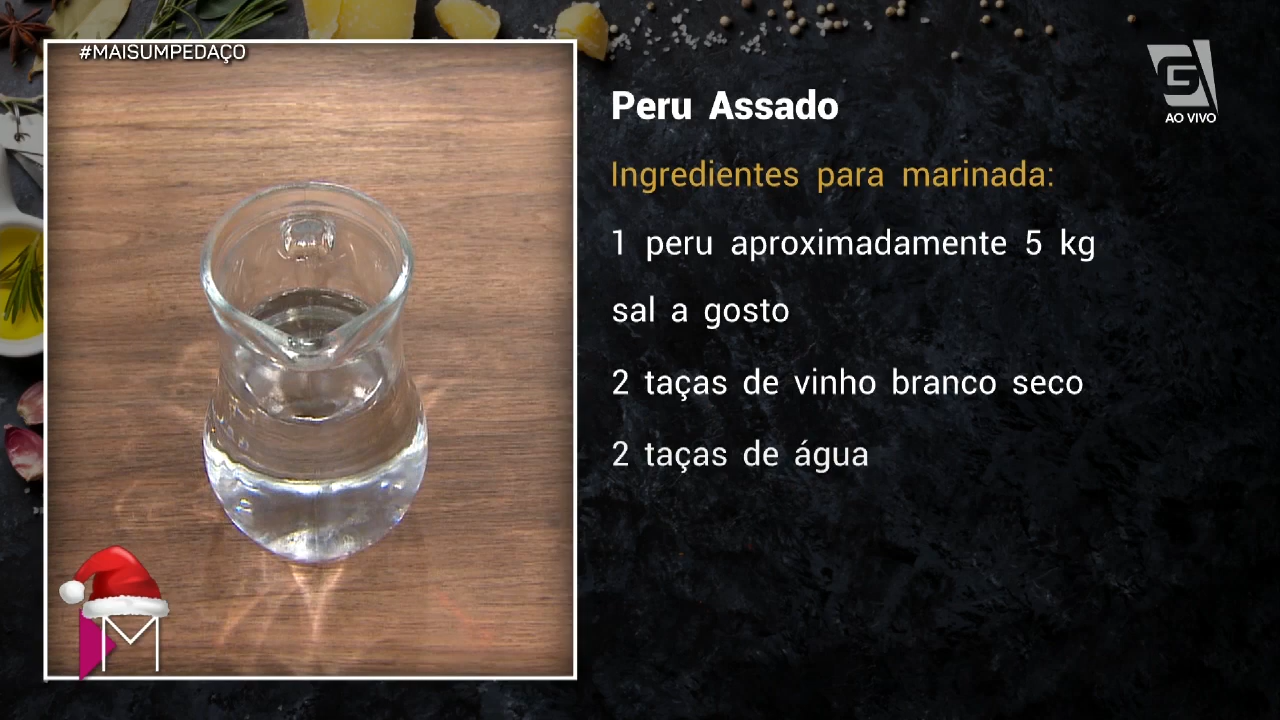 #MAISUMPEDAÇO
Peru Assado
Ingredientes para marinada:
1 peru aproximadamente 5 kg
sal a gosto
2 taças de vinho branco seco
2 taças de água
G
AO VIVO
M